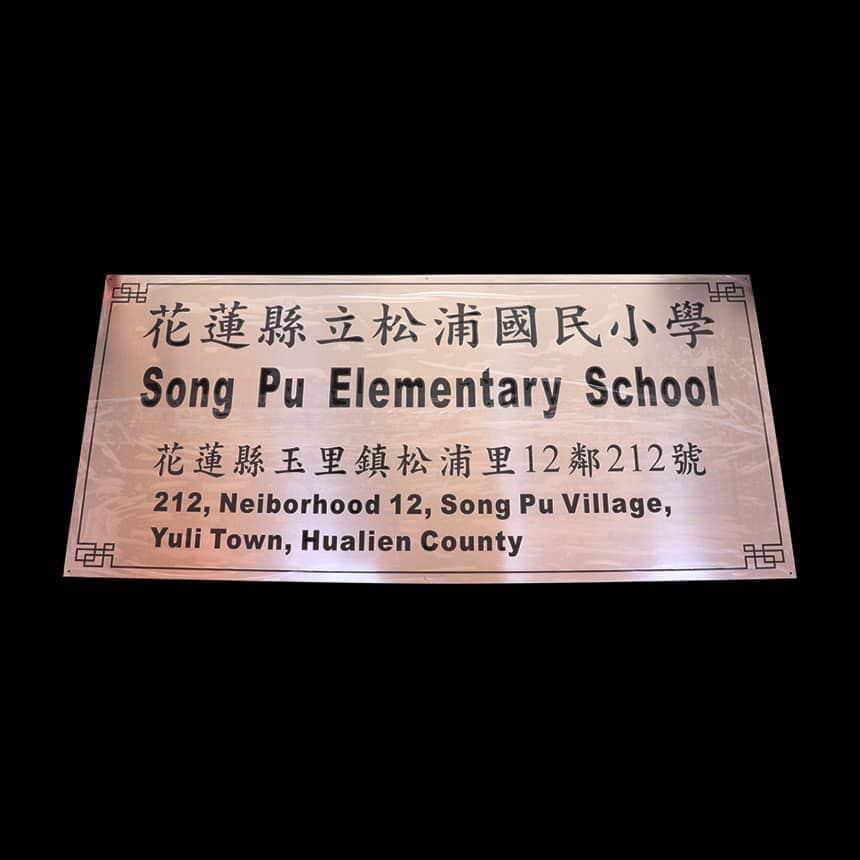 花蓮縣立松浦國民小學
Song Pu Elementary School
花蓮縣玉里鎮松浦里12鄰212號
212, Neiborhood 12, Song Pu Village,
Yuli Town, Hualien County